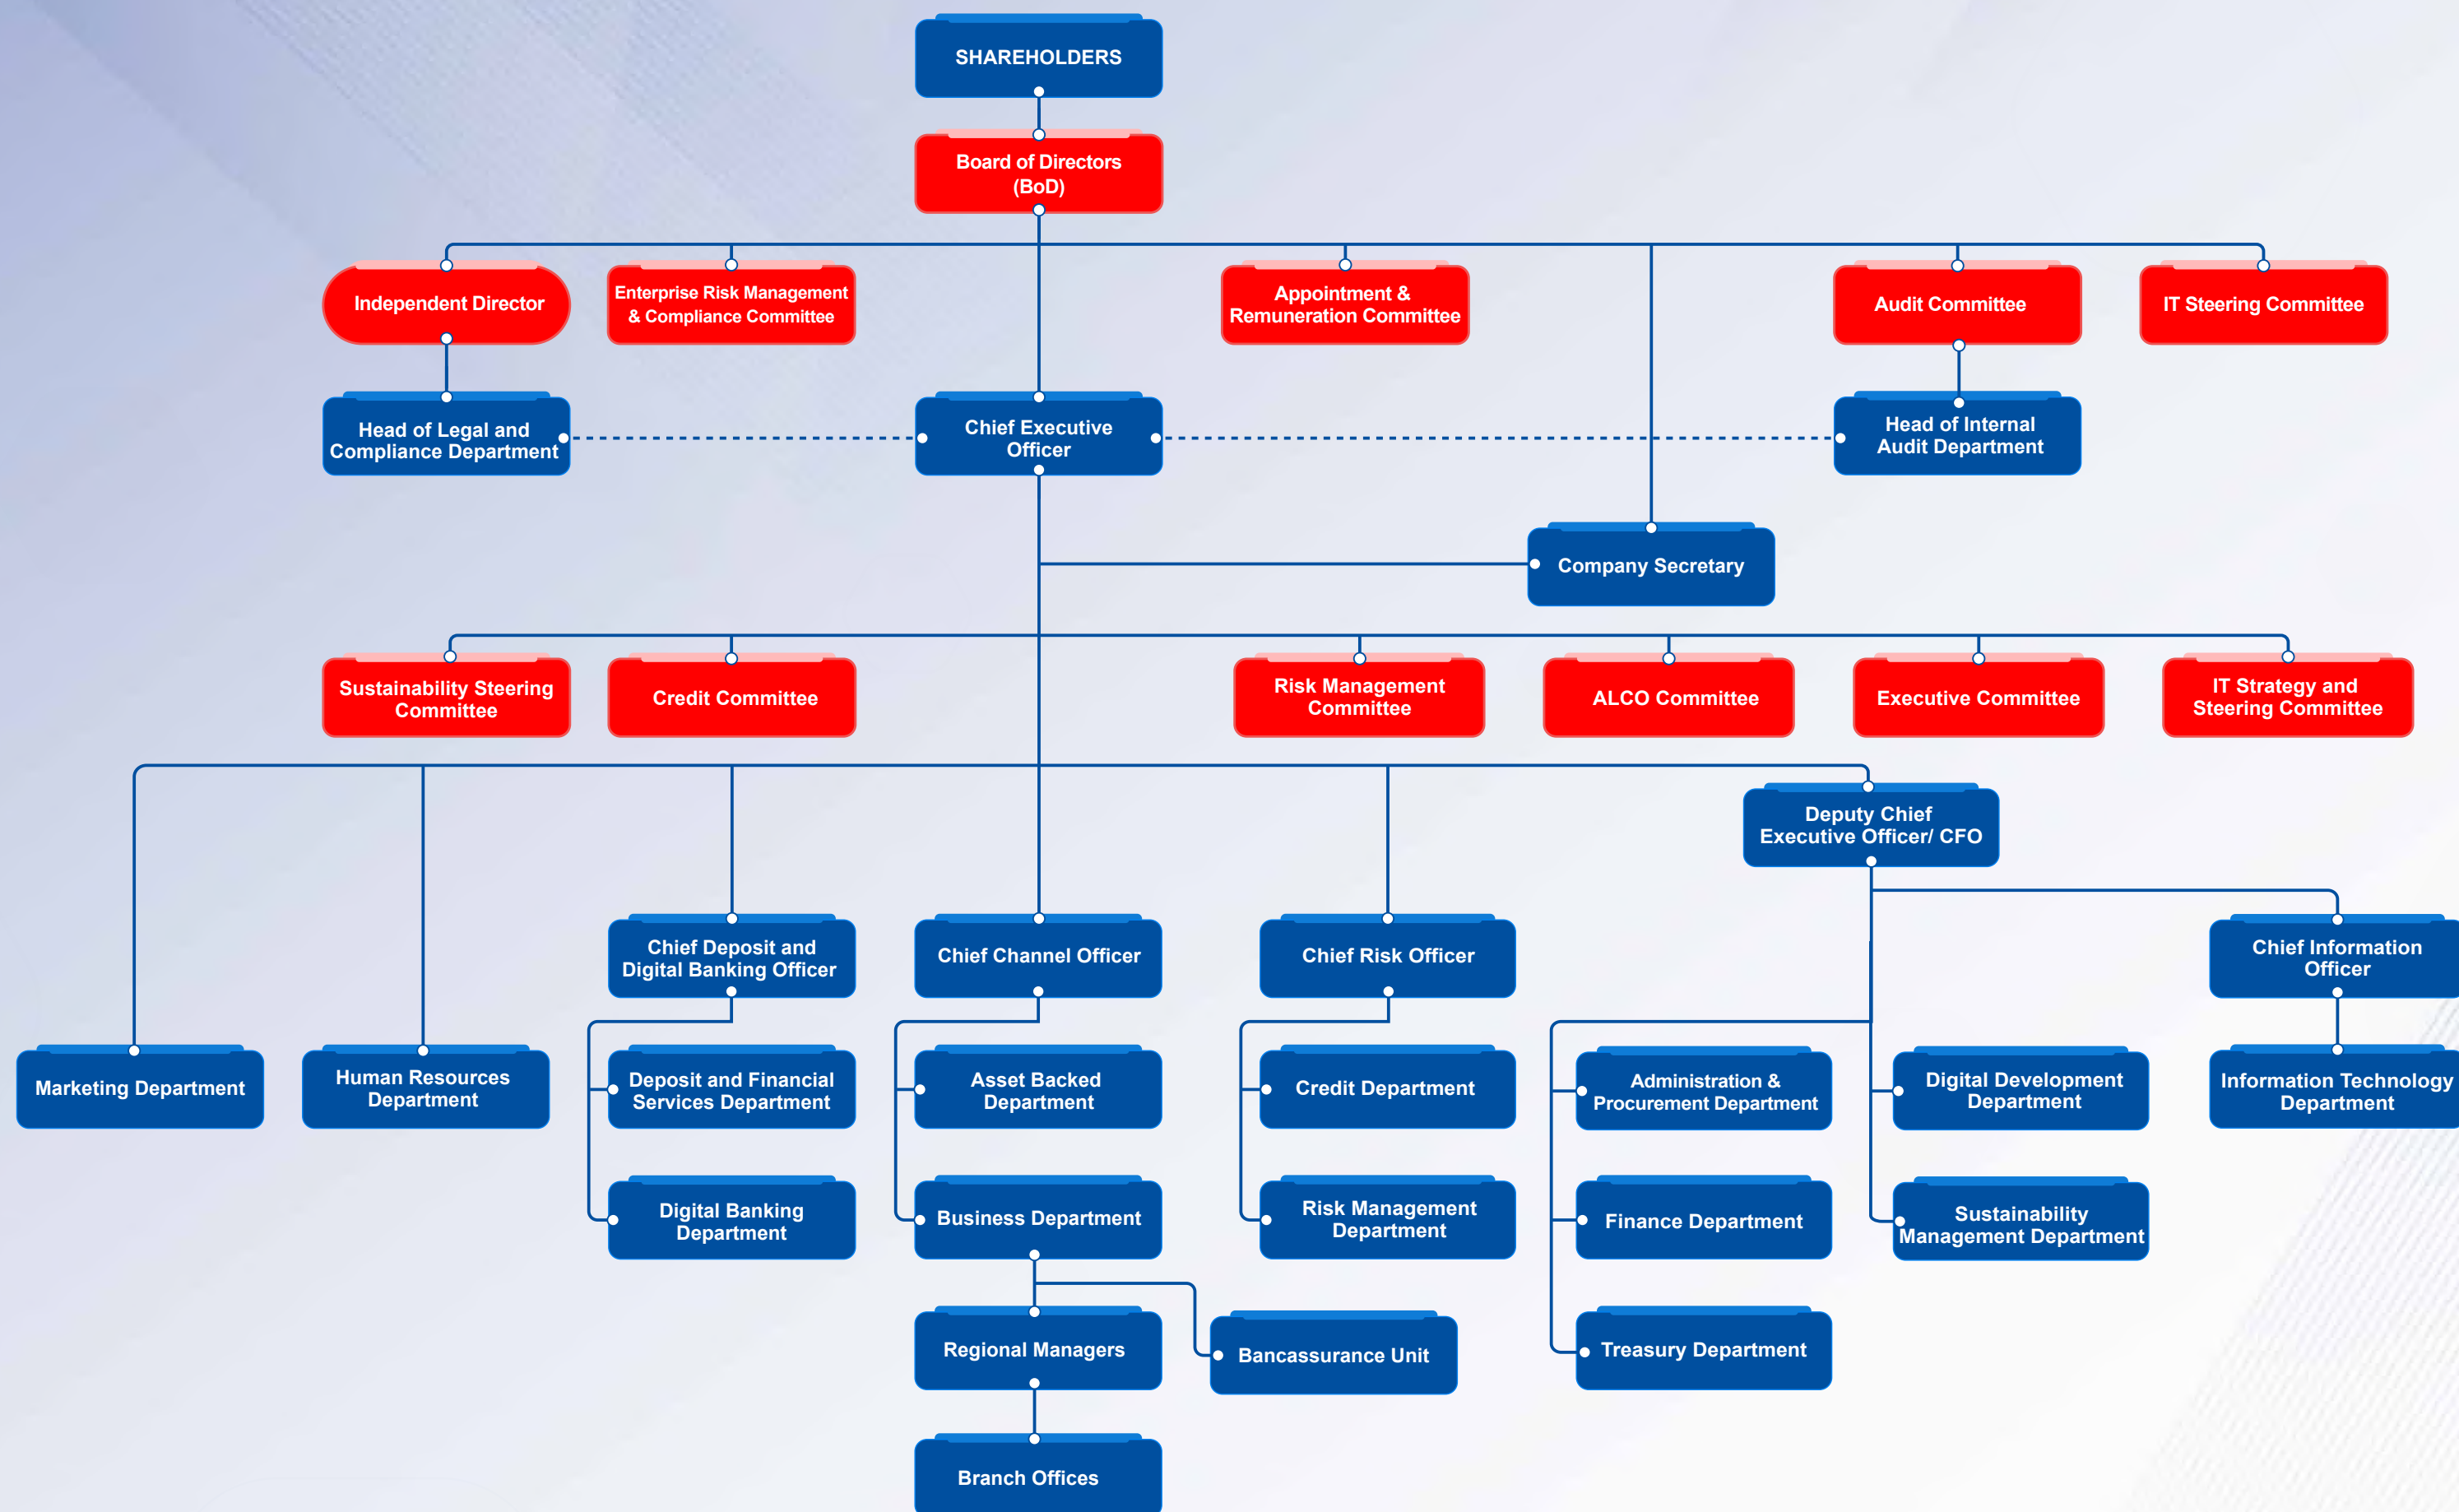 SHAREHOLDERS
Board of Directors
(BoD)
Independent Director
Enterprise Risk Management
& Compliance Committee
Appointment &
Remuneration Committee
Audit Committee
IT Steering Committee
Head of Legal and
Compliance Department
Chief Executive
Officer
Head of Internal
Audit Department
Company Secretary
Sustainability Steering
Committee
Credit Committee
Risk Management
Committee
ALCO Committee
Executive Committee
IT Strategy and
Steering Committee
Deputy Chief
Executive Officer/ CFO
Chief Deposit and
Digital Banking Officer
Chief Channel Officer
Chief Risk Officer
Chief Information
Officer
Marketing Department
Human Resources
Department
Deposit and Financial
Services Department
Asset Backed
Department
Credit Department
Administration &
Procurement Department
Digital Development
Department
Information Technology
Department
Digital Banking
Department
Business Department
Risk Management
Department
Finance Department
Sustainability
Management Department
Regional Managers
Bancassurance Unit
Treasury Department
Branch Offices